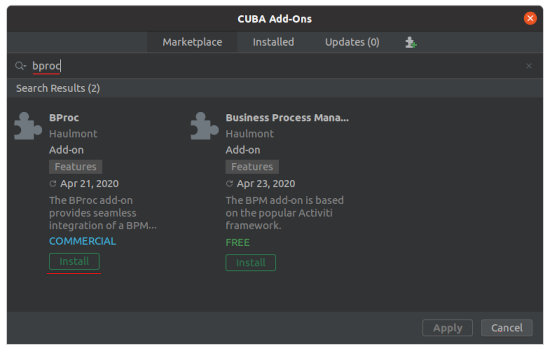 CUBA Add-Ons
Marketplace Installed Updates (0)
bproc
Search Results (2)
BProc
Haulmont
Add-on
Features
Apr 21, 2020
The BProc add-on
provides seamless
integration of a BPM...
COMMERCIAL
Install
Business Process Mana...
Haulmont
Add-on
Features
Apr 23, 2020
The BPM add-on is based
on the popular Activiti
framework.
FREE
Install
Apply Cancel